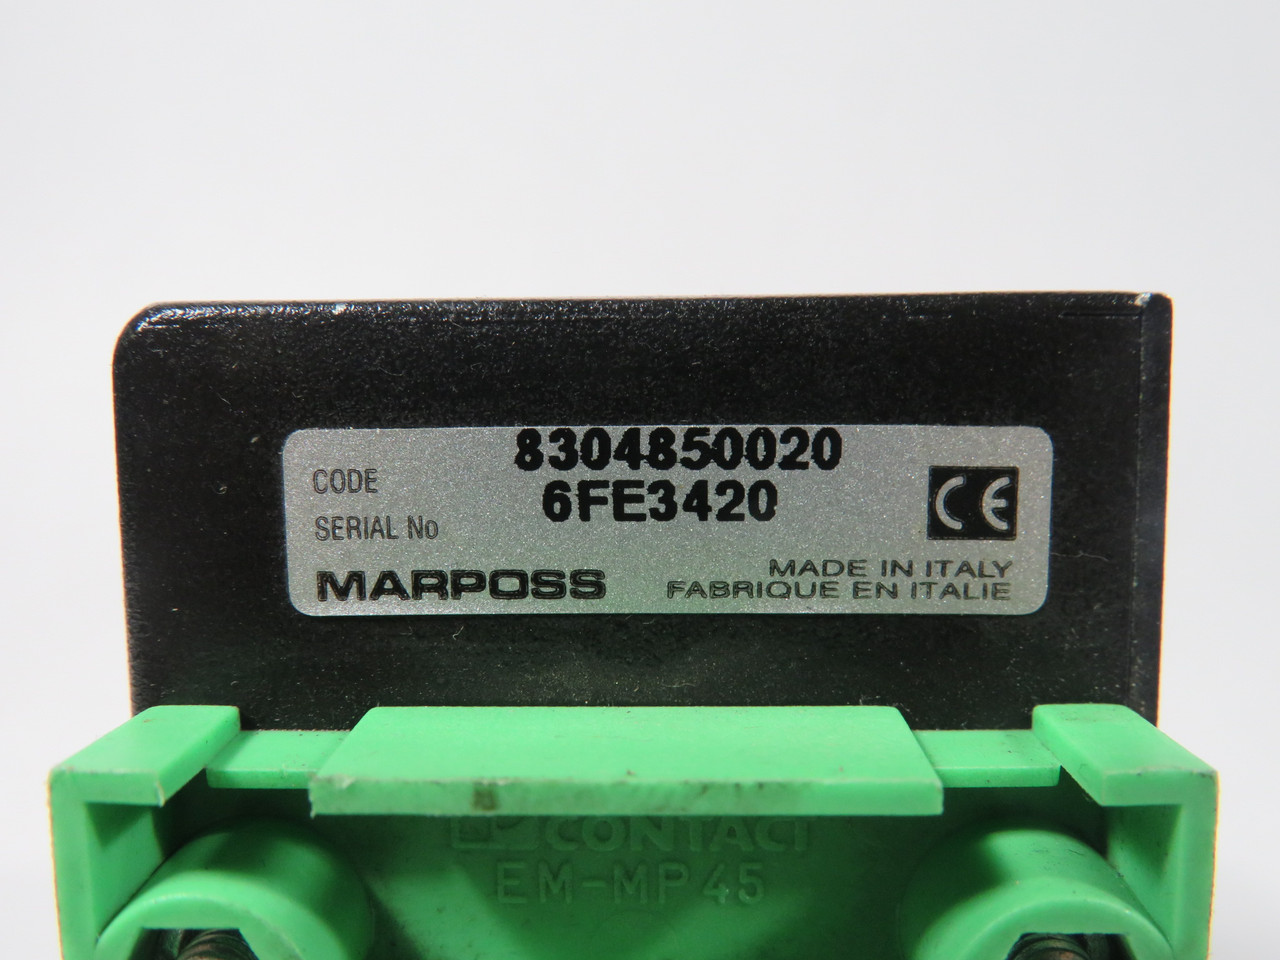 8304850020
CODE
6FE3420
SERIAL No
CE
MARPOSS
MADE IN ITALY
FABRIQUE EN ITALIE
CONTACT
EM-MP45